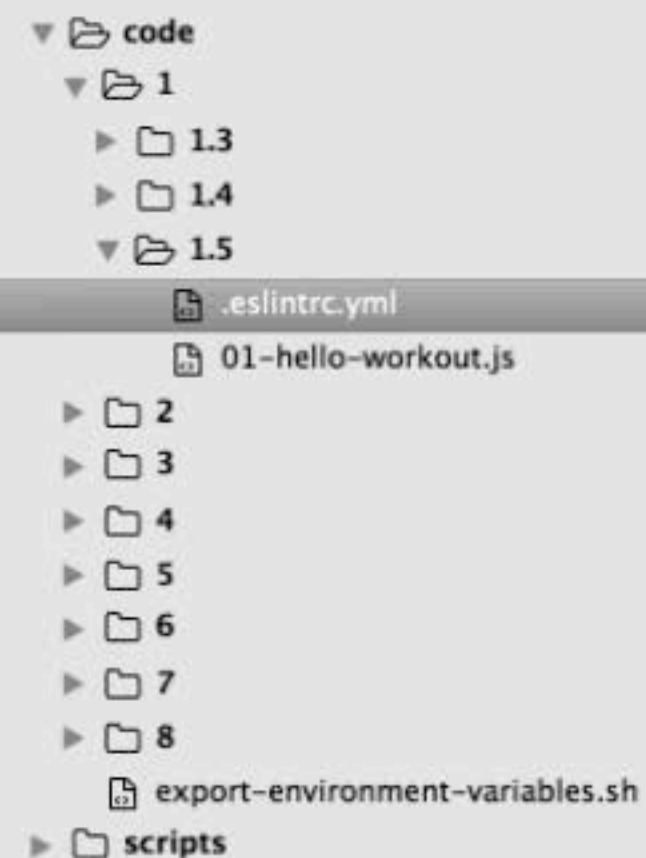 code
1
1.3
1.4
1.5
.eslintrc.yml
01-hello-workout.js
2
3
4
5
6
7
8
export-environment-variables.sh
scripts